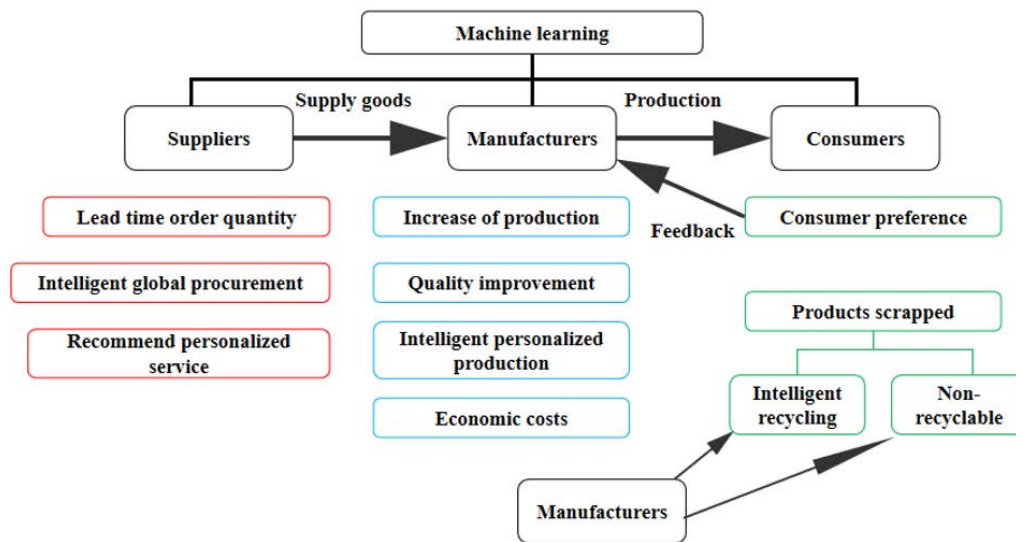 Machine learning
Supply goods
Production
Suppliers
Manufacturers
Consumers
Lead time order quantity
Increase of production
Feedback
Consumer preference
Intelligent global procurement
Quality improvement
Products scrapped
Recommend personalized
service
Intelligent personalized
production
Intelligent
recycling
Non-
recyclable
Economic costs
Manufacturers